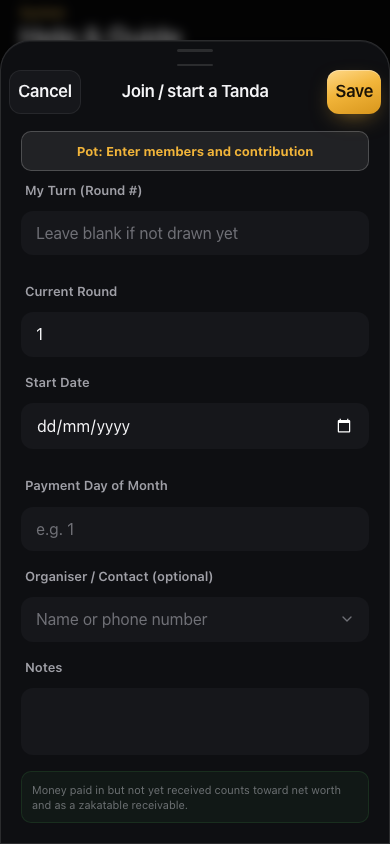 Cancel
Join / start a Tanda
Save
Pot: Enter members and contribution
My Turn (Round #)
Leave blank if not drawn yet
Current Round
1
Start Date
dd/mm/yyyy
Payment Day of Month
e.g. 1
Organiser / Contact (optional)
Name or phone number
Notes
Money paid in but not yet received counts toward net worth
and as a zakatable receivable.